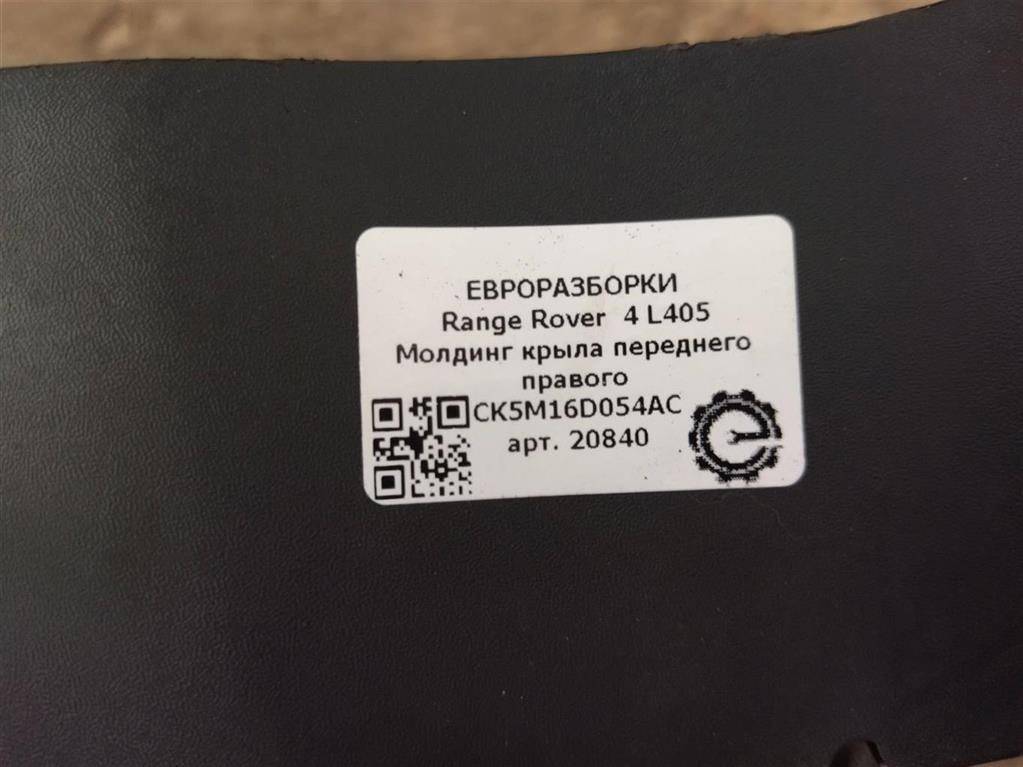 ЕВРОРАЗБОРКИ
Range Rover 4 L405
Молдинг крыла переднего
правого
CK5M16D054AC
арт. 20840